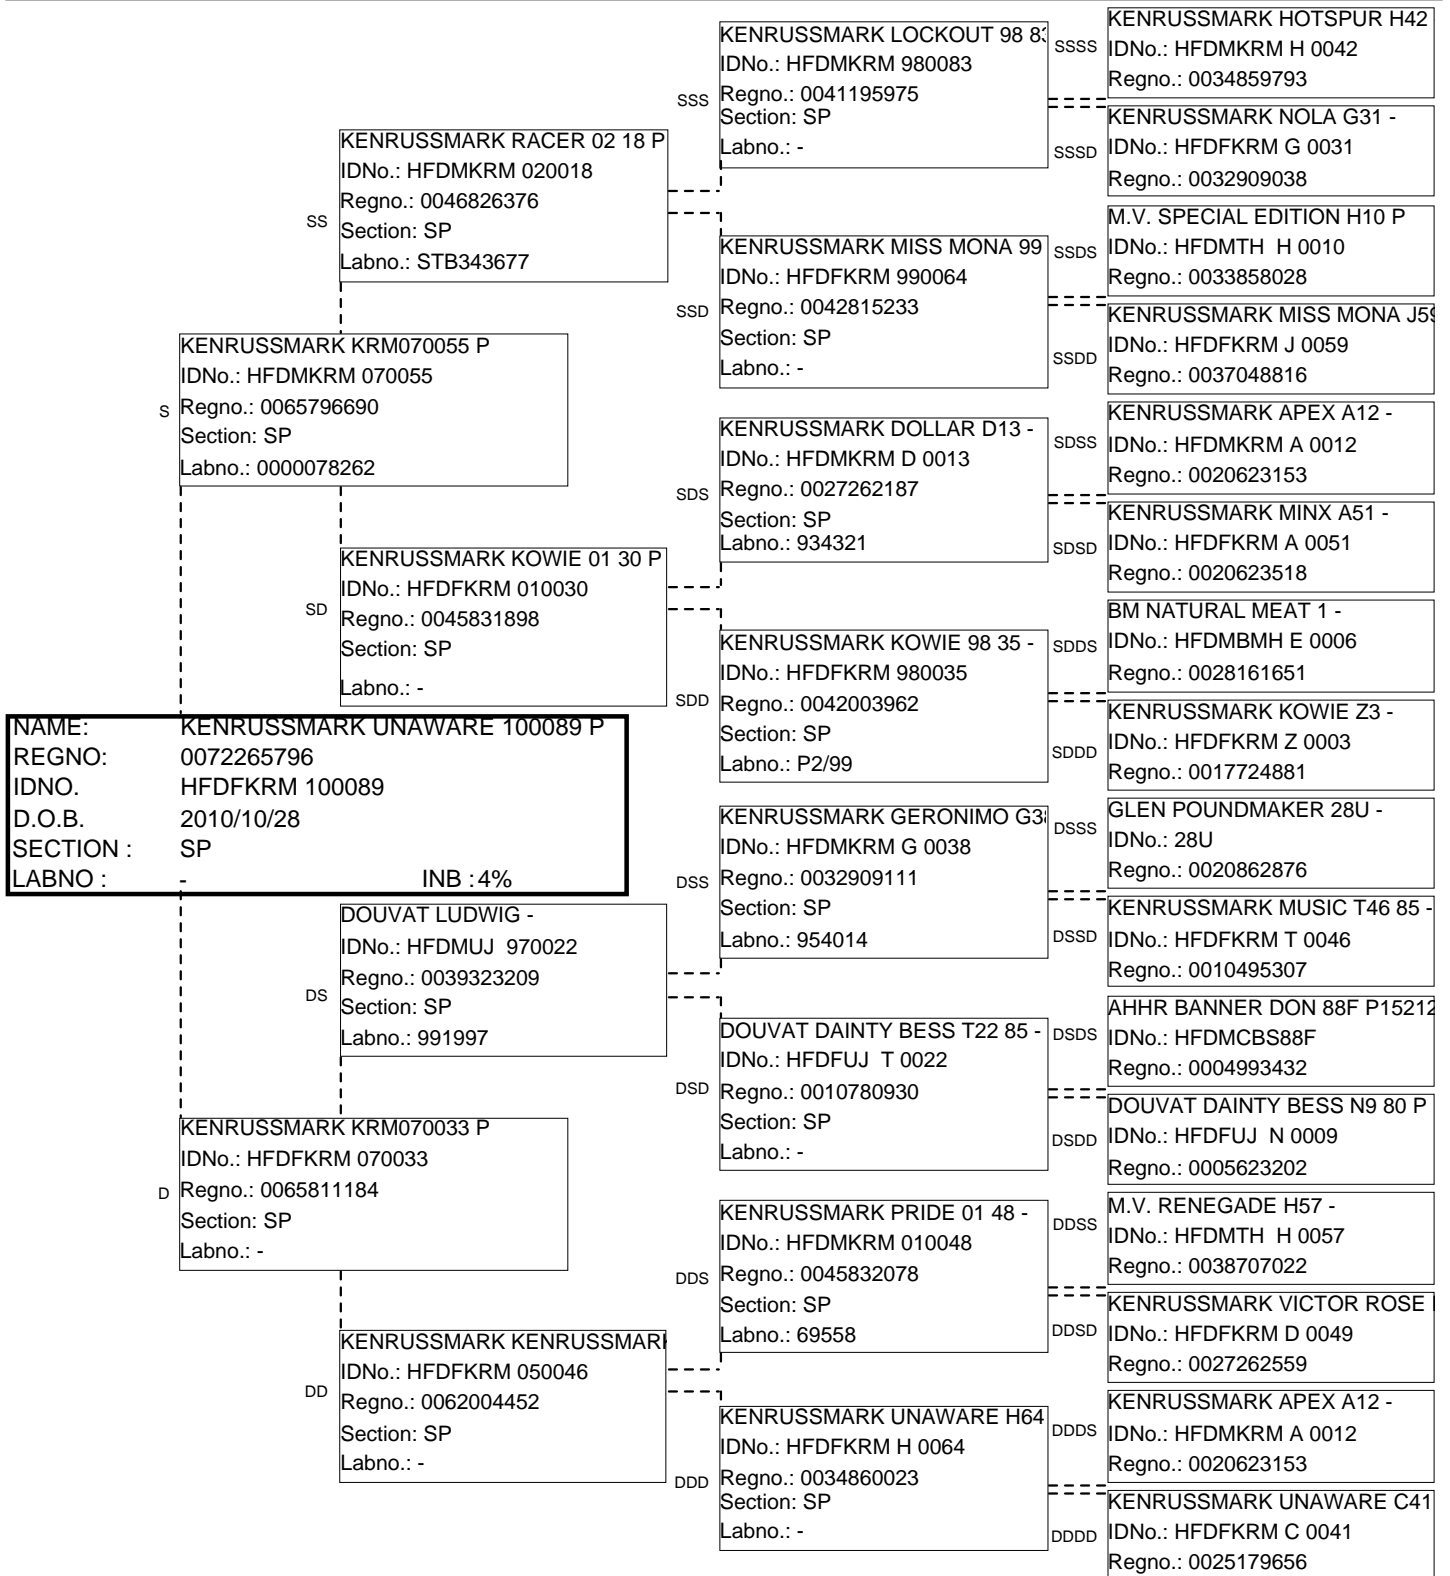 NAME: KENRUSSMARK UNAWARE 100089 P
REGNO: 0072265796
IDNO. HFDFKRM 100089
D.O.B. 2010/10/28
SECTION : SP
LABNO : - INB :4%
S
KENRUSSMARK KRM070055 P
IDNo.: HFDMKRM 070055
Regno.: 0065796690
Section: SP
Labno.: 0000078262
D
KENRUSSMARK KRM070033 P
IDNo.: HFDFKRM 070033
Regno.: 0065811184
Section: SP
Labno.: -
SS
KENRUSSMARK RACER 02 18 P
IDNo.: HFDMKRM 020018
Regno.: 0046826376
Section: SP
Labno.: STB343677
SD
KENRUSSMARK KOWIE 01 30 P
IDNo.: HFDFKRM 010030
Regno.: 0045831898
Section: SP
Labno.: -
DS
DOUVAT LUDWIG -
IDNo.: HFDMUJ 970022
Regno.: 0039323209
Section: SP
Labno.: 991997
DD
KENRUSSMARK KENRUSSMARK
IDNo.: HFDFKRM 050046
Regno.: 0062004452
Section: SP
Labno.: -
SSS
KENRUSSMARK LOCKOUT 98 83
IDNo.: HFDMKRM 980083
Regno.: 0041195975
Section: SP
Labno.: -
SSD
KENRUSSMARK MISS MONA 99
IDNo.: HFDFKRM 990064
Regno.: 0042815233
Section: SP
Labno.: -
SDS
KENRUSSMARK DOLLAR D13 -
IDNo.: HFDMKRM D 0013
Regno.: 0027262187
Section: SP
Labno.: 934321
SDD
KENRUSSMARK KOWIE 98 35 -
IDNo.: HFDFKRM 980035
Regno.: 0042003962
Section: SP
Labno.: P2/99
DSS
KENRUSSMARK GERONIMO G38
IDNo.: HFDMKRM G 0038
Regno.: 0032909111
Section: SP
Labno.: 954014
DSD
DOUVAT DAINTY BESS T22 85 -
IDNo.: HFDFUJ T 0022
Regno.: 0010780930
Section: SP
Labno.: -
DDS
KENRUSSMARK PRIDE 01 48 -
IDNo.: HFDMKRM 010048
Regno.: 0045832078
Section: SP
Labno.: 69558
DDD
KENRUSSMARK UNAWARE H64
IDNo.: HFDFKRM H 0064
Regno.: 0034860023
Section: SP
Labno.: -
SSSS
KENRUSSMARK HOTSPUR H42
IDNo.: HFDMKRM H 0042
Regno.: 0034859793
SSSD
KENRUSSMARK NOLA G31 -
IDNo.: HFDFKRM G 0031
Regno.: 0032909038
SSDS
M.V. SPECIAL EDITION H10 P
IDNo.: HFDMTH H 0010
Regno.: 0033858028
SSDD
KENRUSSMARK MISS MONA J59
IDNo.: HFDFKRM J 0059
Regno.: 0037048816
SDSS
KENRUSSMARK APEX A12 -
IDNo.: HFDMKRM A 0012
Regno.: 0020623153
SDSD
KENRUSSMARK MINX A51 -
IDNo.: HFDFKRM A 0051
Regno.: 0020623518
SDDS
BM NATURAL MEAT 1 -
IDNo.: HFDMBMH E 0006
Regno.: 0028161651
SDDD
KENRUSSMARK KOWIE Z3 -
IDNo.: HFDFKRM Z 0003
Regno.: 0017724881
DSSS
GLEN POUNDMAKER 28U -
IDNo.: 28U
Regno.: 0020862876
DSSD
KENRUSSMARK MUSIC T46 85 -
IDNo.: HFDFKRM T 0046
Regno.: 0010495307
DSDS
AHHR BANNER DON 88F P15212
IDNo.: HFDMCBS88F
Regno.: 0004993432
DSDD
DOUVAT DAINTY BESS N9 80 P
IDNo.: HFDFUJ N 0009
Regno.: 0005623202
DDSS
M.V. RENEGADE H57 -
IDNo.: HFDMTH H 0057
Regno.: 0038707022
DDSD
KENRUSSMARK VICTOR ROSE
IDNo.: HFDFKRM D 0049
Regno.: 0027262559
DDDS
KENRUSSMARK APEX A12 -
IDNo.: HFDMKRM A 0012
Regno.: 0020623153
DDDD
KENRUSSMARK UNAWARE C41
IDNo.: HFDFKRM C 0041
Regno.: 0025179656